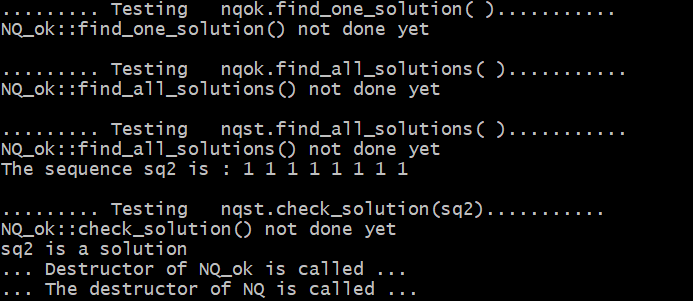 ......... Testing   nqok.find_one_solution( )...........
NQ_ok::find_one_solution() not done yet
......... Testing   nqok.find_all_solutions( )...........
NQ_ok::find_all_solutions() not done yet
......... Testing   nqst.find_all_solutions( )...........
NQ_ok::find_all_solutions() not done yet
The sequence sq2 is : 1 1 1 1 1 1 1 1
......... Testing   nqst.check_solution(sq2)...........
NQ_ok::check_solution() not done yet
sq2 is a solution
... Destructor of NQ_ok is called ...
... The destructor of NQ is called ...